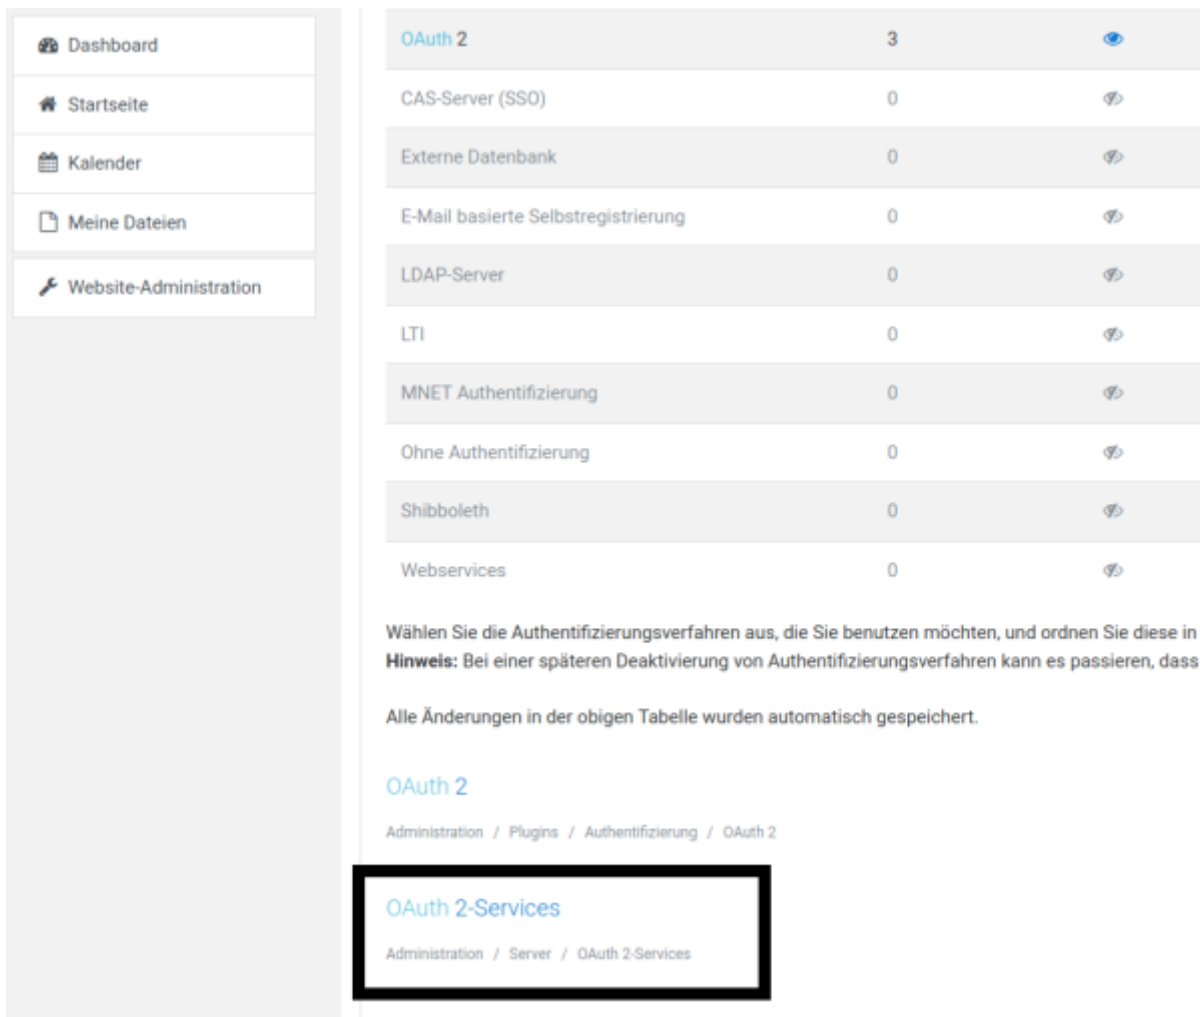 Dashboard
Startseite
Kalender
Meine Dateien
Website-Administration
OAuth 2 3
CAS-Server (SSO) 0
Externe Datenbank 0
E-Mail basierte Selbstregistrierung 0
LDAP-Server 0
LTI 0
MNET Authentifizierung 0
Ohne Authentifizierung 0
Shibboleth 0
Webservices 0
Wählen Sie die Authentifizierungsverfahren aus, die Sie benutzen möchten, und ordnen Sie diese in
Hinweis: Bei einer späteren Deaktivierung von Authentifizierungsverfahren kann es passieren, dass
Alle Änderungen in der obigen Tabelle wurden automatisch gespeichert.
OAuth 2
Administration / Plugins / Authentifizierung / OAuth 2
OAuth 2-Services
Administration / Server / OAuth 2-Services